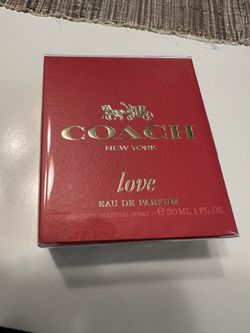 COACH
NEW YORK
love
EAU DE PARFUM
VAPORISATEUR/NATURAL SPRAY - ℮ 30 ML 1 FL. OZ